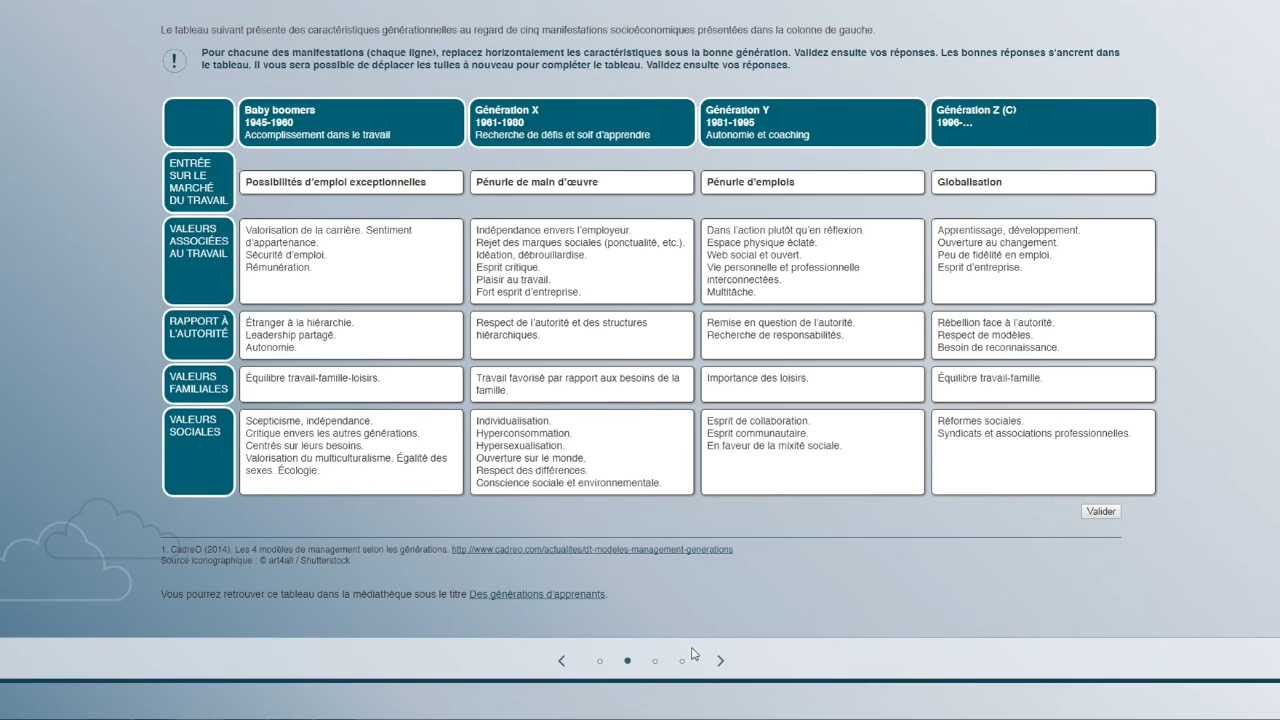 Le tableau suivant présente des caractéristiques générationnelles au regard de cinq manifestations socioéconomiques présentées dans la colonne de gauche.
Pour chacune des manifestations (chaque ligne), replacez horizontalement les caractéristiques sous la bonne génération. Validez ensuite vos réponses. Les bonnes réponses s'ancrent dans
le tableau. Il vous sera possible de déplacer les tuiles à nouveau pour compléter le tableau. Validez ensuite vos réponses.
Baby boomers
1945-1960
Accomplissement dans le travail
Génération X
1961-1980
Recherche de défis et soif d'apprendre
Génération Y
1981-1995
Autonomie et coaching
Génération Z (C)
1996-...
ENTRÉE
SUR LE
MARCHÉ
DU TRAVAIL
Possibilités d'emploi exceptionnelles
Pénurie de main d'œuvre
Pénurie d'emplois
Globalisation
VALEURS
ASSOCIÉES
AU TRAVAIL
Valorisation de la carrière. Sentiment
d'appartenance.
Sécurité d'emploi.
Rémunération.
Indépendance envers l'employeur.
Rejet des marques sociales (ponctualité, etc.).
Idéation, débrouillardise.
Esprit critique.
Plaisir au travail.
Fort esprit d'entreprise.
Dans l'action plutôt qu'en réflexion.
Espace physique éclaté.
Web social et ouvert.
Vie personnelle et professionnelle
interconnectées.
Multitâche.
Apprentissage, développement.
Ouverture au changement.
Peu de fidélité en emploi.
Esprit d'entreprise.
RAPPORT À
L'AUTORITÉ
Étranger à la hiérarchie.
Leadership partagé.
Autonomie.
Respect de l'autorité et des structures
hiérarchiques.
Remise en question de l'autorité.
Recherche de responsabilités.
Rébellion face à l'autorité.
Respect de modèles.
Besoin de reconnaissance.
VALEURS
FAMILIALES
Équilibre travail-famille-loisirs.
Travail favorisé par rapport aux besoins de la
famille.
Importance des loisirs.
Équilibre travail-famille.
VALEURS
SOCIALES
Scepticisme, indépendance.
Critique envers les autres générations.
Centrés sur leurs besoins.
Valorisation du multiculturalisme. Égalité des
sexes. Écologie.
Individualisation.
Hyperconsommation.
Hypersexualisation.
Ouverture sur le monde.
Respect des différences.
Conscience sociale et environnementale.
Esprit de collaboration.
Esprit communautaire.
En faveur de la mixité sociale.
Réformes sociales.
Syndicats et associations professionnelles.
Valider
1. CadreO (2014). Les 4 modèles de management selon les générations. http://www.cadreo.com/actualites/dt-modeles-management-generations
Source iconographique : © art4all / Shutterstock
Vous pourrez retrouver ce tableau dans la médiathèque sous le titre Des générations d'apprenants.